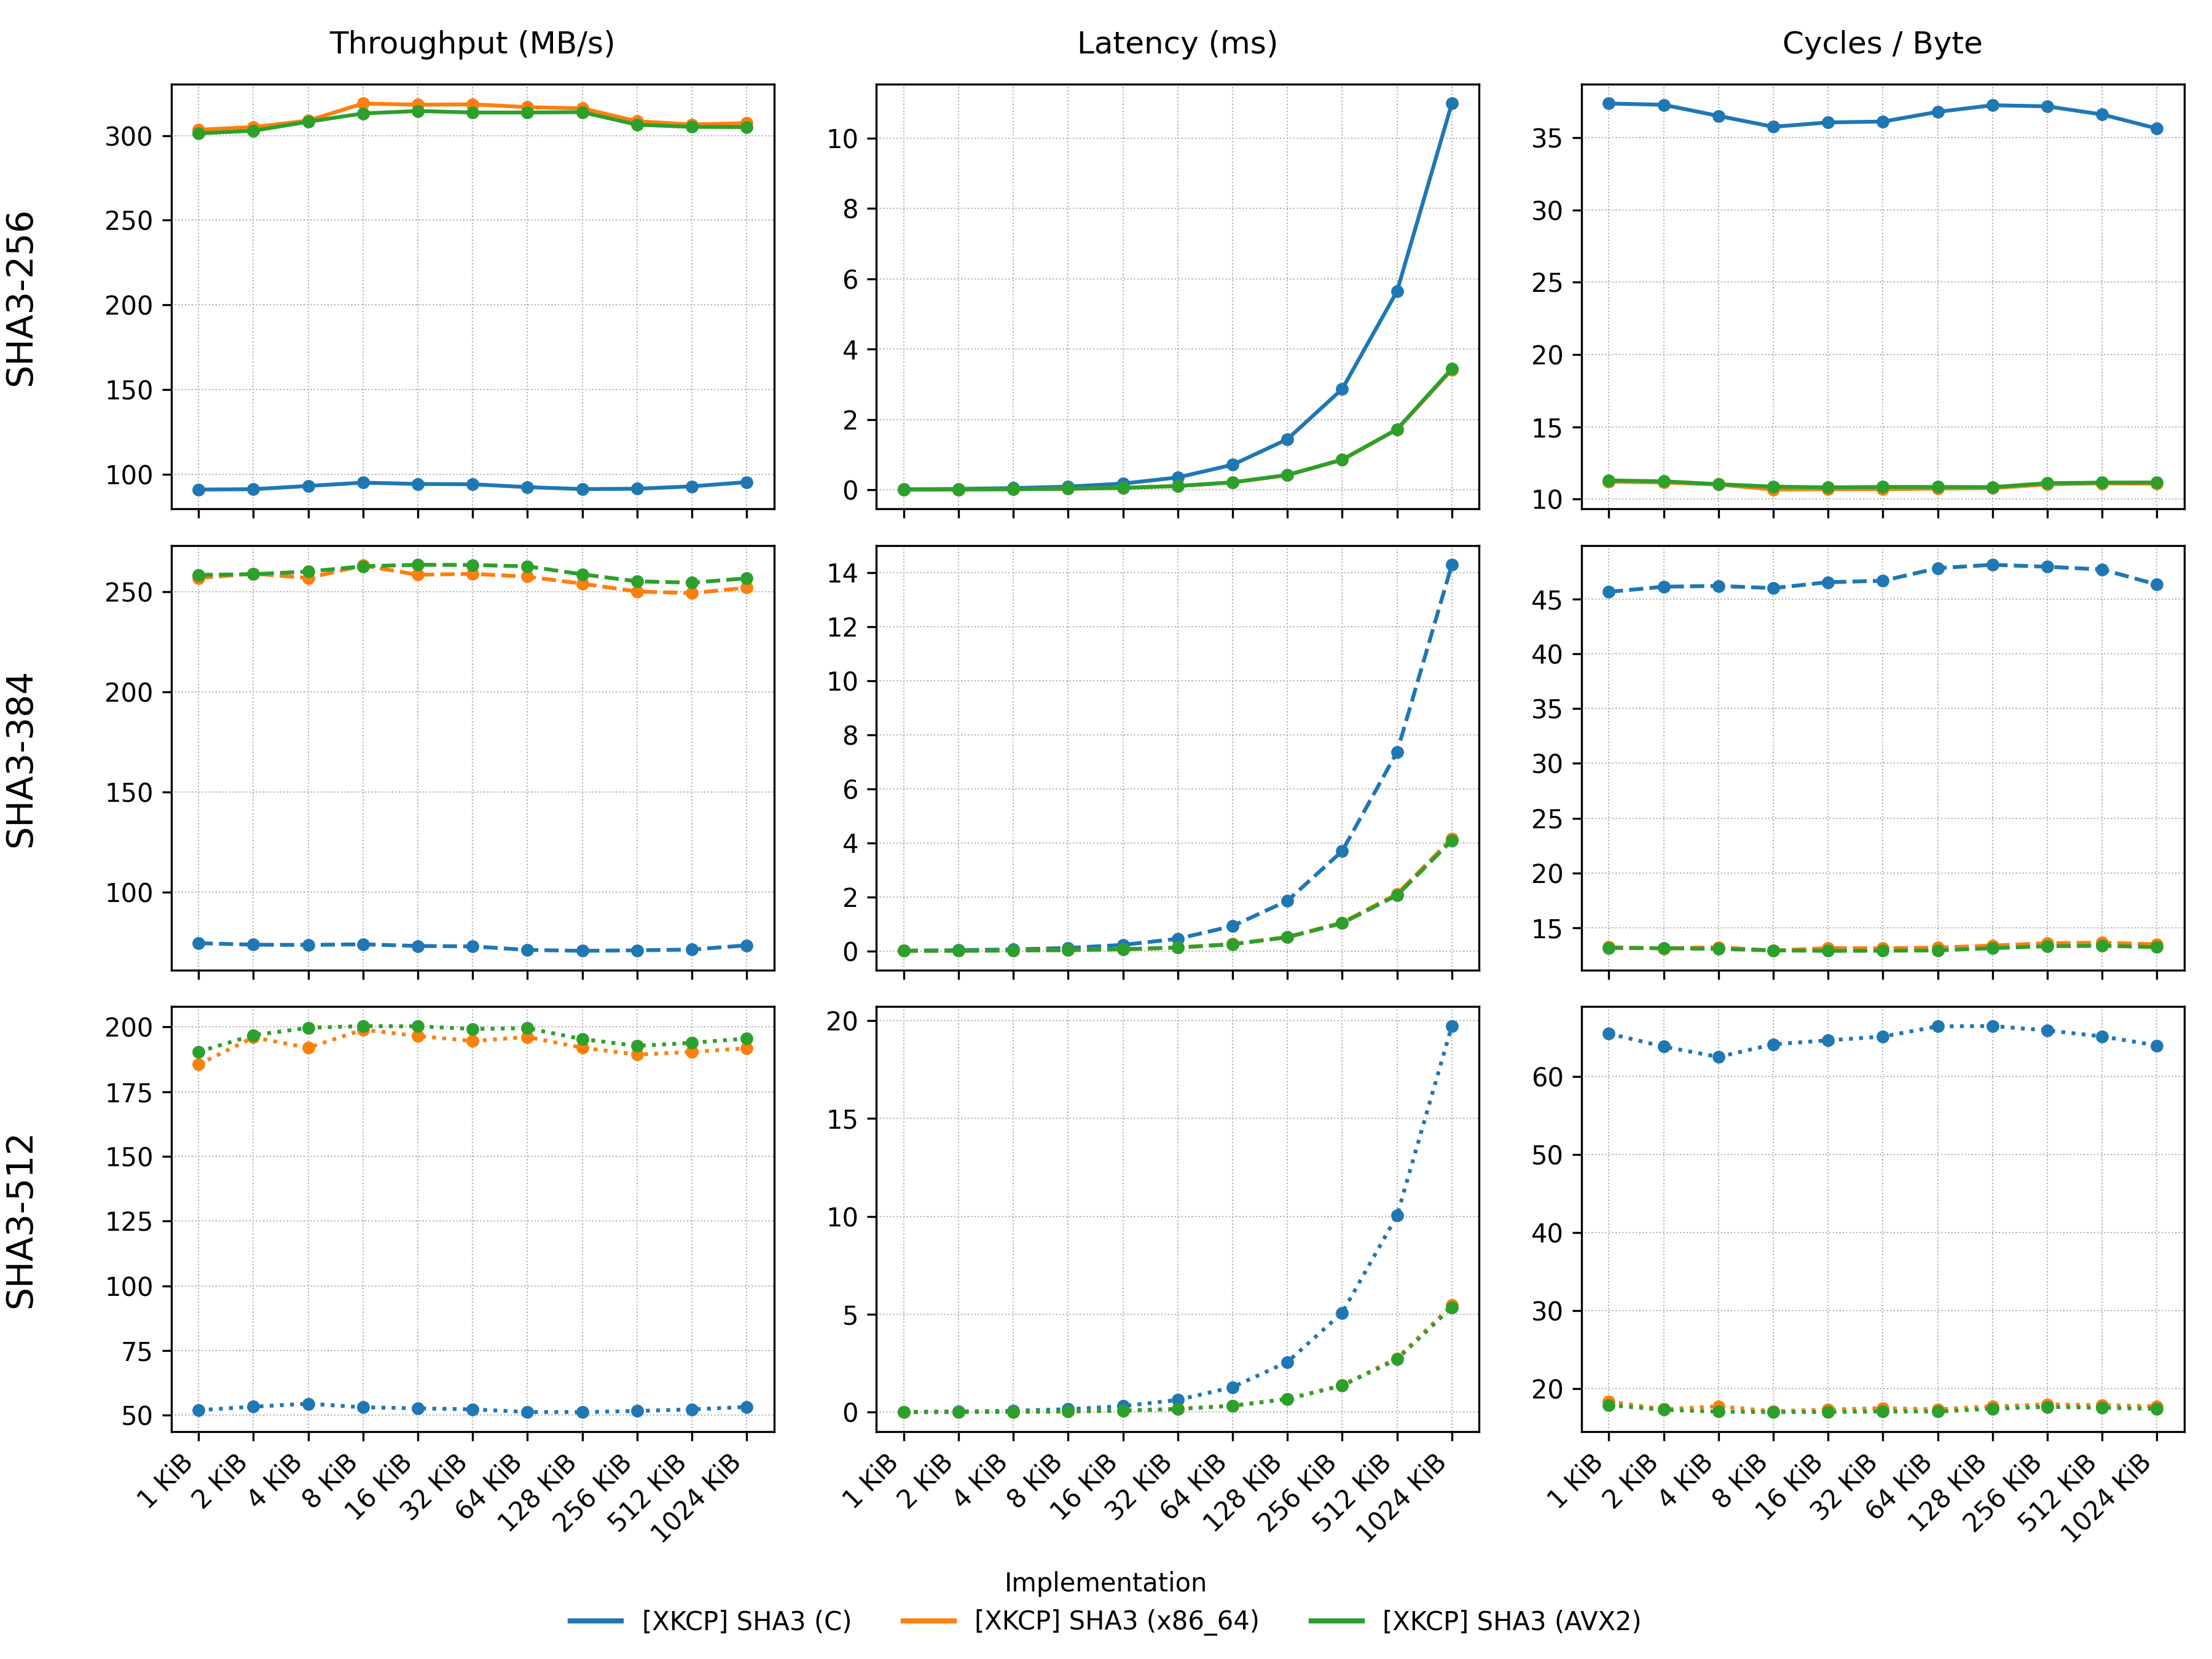 Throughput (MB/s)
Latency (ms)
Cycles / Byte
SHA3-256
300
250
200
150
100
10
8
6
4
2
0
35
30
25
20
15
10
SHA3-384
250
200
150
100
14
12
10
8
6
4
2
0
45
40
35
30
25
20
15
SHA3-512
200
175
150
125
100
75
50
20
15
10
5
0
60
50
40
30
20
1 KiB
2 KiB
4 KiB
8 KiB
16 KiB
32 KiB
64 KiB
128 KiB
256 KiB
512 KiB
1024 KiB
1 KiB
2 KiB
4 KiB
8 KiB
16 KiB
32 KiB
64 KiB
128 KiB
256 KiB
512 KiB
1024 KiB
1 KiB
2 KiB
4 KiB
8 KiB
16 KiB
32 KiB
64 KiB
128 KiB
256 KiB
512 KiB
1024 KiB
Implementation
[XKCP] SHA3 (C)
[XKCP] SHA3 (x86_64)
[XKCP] SHA3 (AVX2)